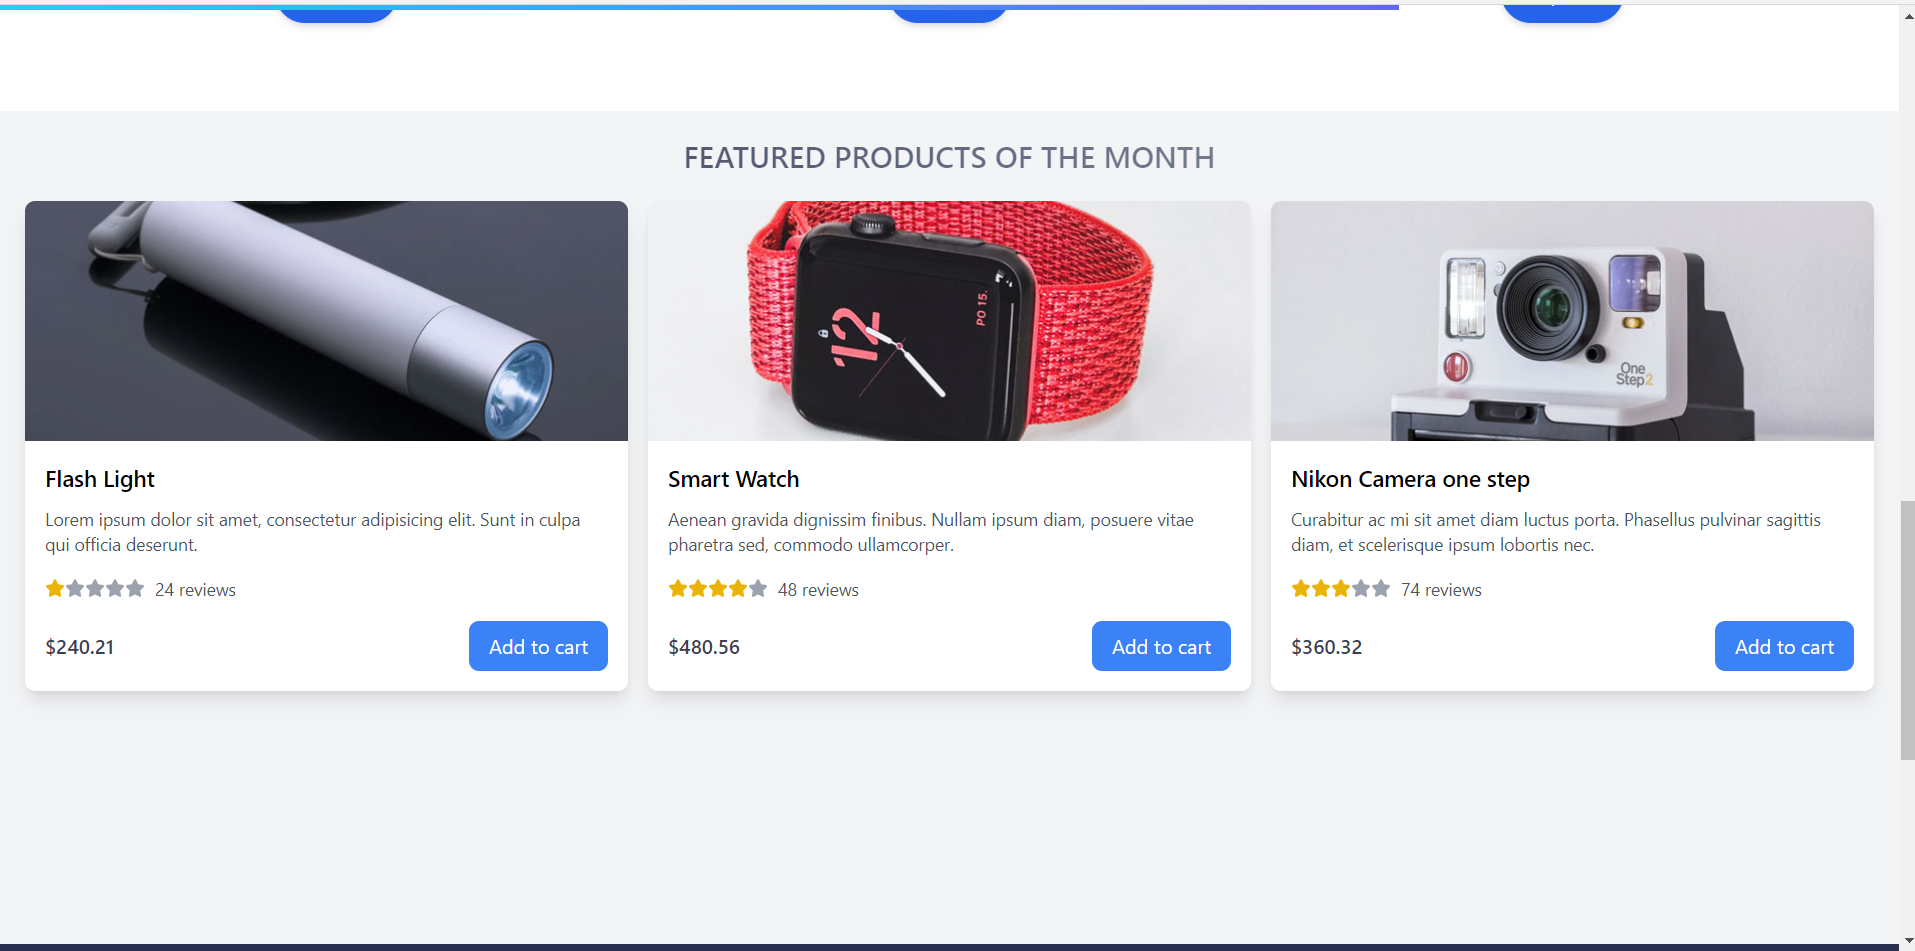 FEATURED PRODUCTS OF THE MONTH
12
PO 15.
One
Step2
Flash Light
Lorem ipsum dolor sit amet, consectetur adipisicing elit. Sunt in culpa
qui officia deserunt.
24 reviews
$240.21
Add to cart
Smart Watch
Aenean gravida dignissim finibus. Nullam ipsum diam, posuere vitae
pharetra sed, commodo ullamcorper.
48 reviews
$480.56
Add to cart
Nikon Camera one step
Curabitur ac mi sit amet diam luctus porta. Phasellus pulvinar sagittis
diam, et scelerisque ipsum lobortis nec.
74 reviews
$360.32
Add to cart